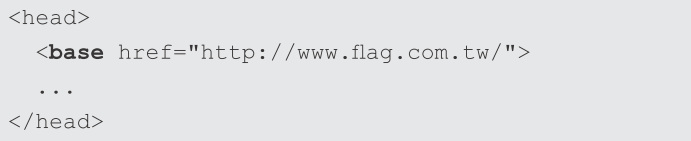 <head>
  <base href="http://www.flag.com.tw/">
  ...
</head>